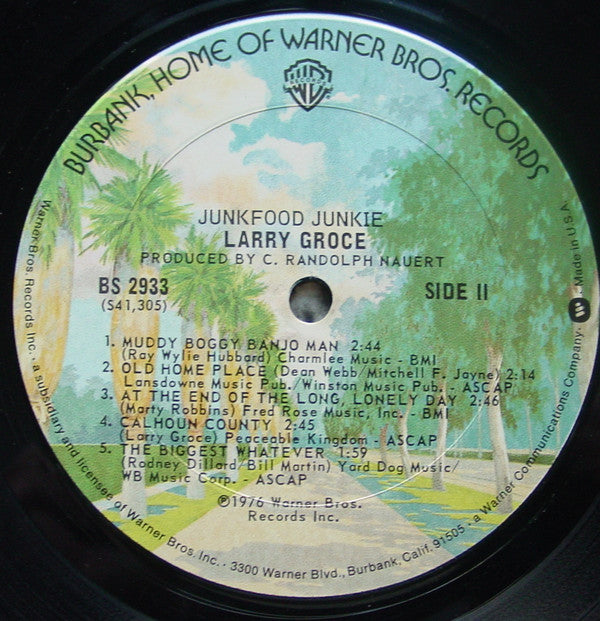 BURBANK, HOME OF WARNER BROS. RECORDS
WB
RECORDS
JUNKFOOD JUNKIE
LARRY GROCE
PRODUCED BY C. RANDOLPH NAUERT
BS 2933
(S41,305)
SIDE II
1. MUDDY BOGGY BANJO MAN 2:44
(Ray Wylie Hubbard) Charmlee Music - BMI
2. OLD HOME PLACE (Dean Webb/Mitchell F. Jayne) 2:14
Lansdowne Music Pub./Winston Music Pub. - ASCAP
3. AT THE END OF THE LONG, LONELY DAY 2:46
(Marty Robbins) Fred Rose Music, Inc. - BMI
4. CALHOUN COUNTY 2:45
(Larry Groce) Peaceable Kingdom - ASCAP
5. THE BIGGEST WHATEVER 1:59
(Rodney Dillard/Bill Martin) Yard Dog Music/
WB Music Corp. - ASCAP
℗1976 Warner Bros.
Records Inc.
Warner Bros. Records Inc. · a subsidiary and licensee of Warner Bros. Inc. · 3300 Warner Blvd., Burbank, Calif. 91505 · a Warner Communications Company · Made in U.S.A.